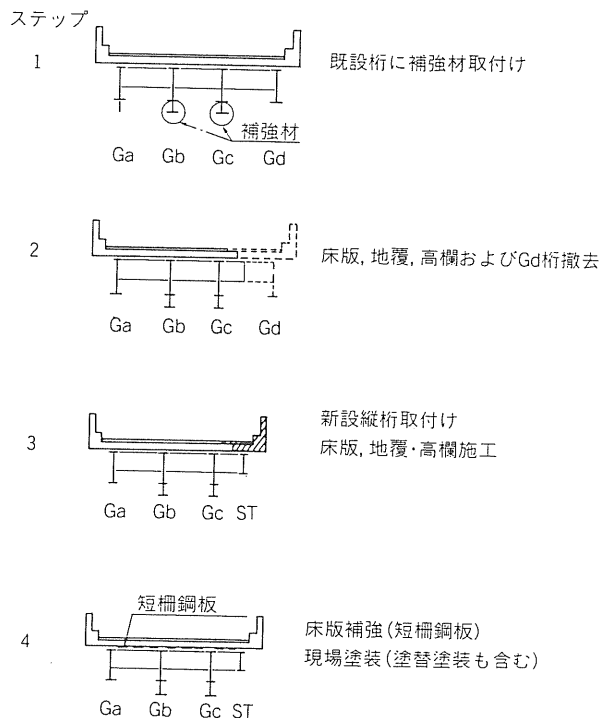 ステップ
1
既設桁に補強材取付け
補強材
Ga Gb Gc Gd
2
床版, 地覆, 高欄およびGd桁撤去
Ga Gb Gc Gd
3
新設縦桁取付け
床版, 地覆・高欄施工
Ga Gb Gc ST
短柵鋼板
4
床版補強(短柵鋼板)
現場塗装(塗替塗装も含む)
Ga Gb Gc ST